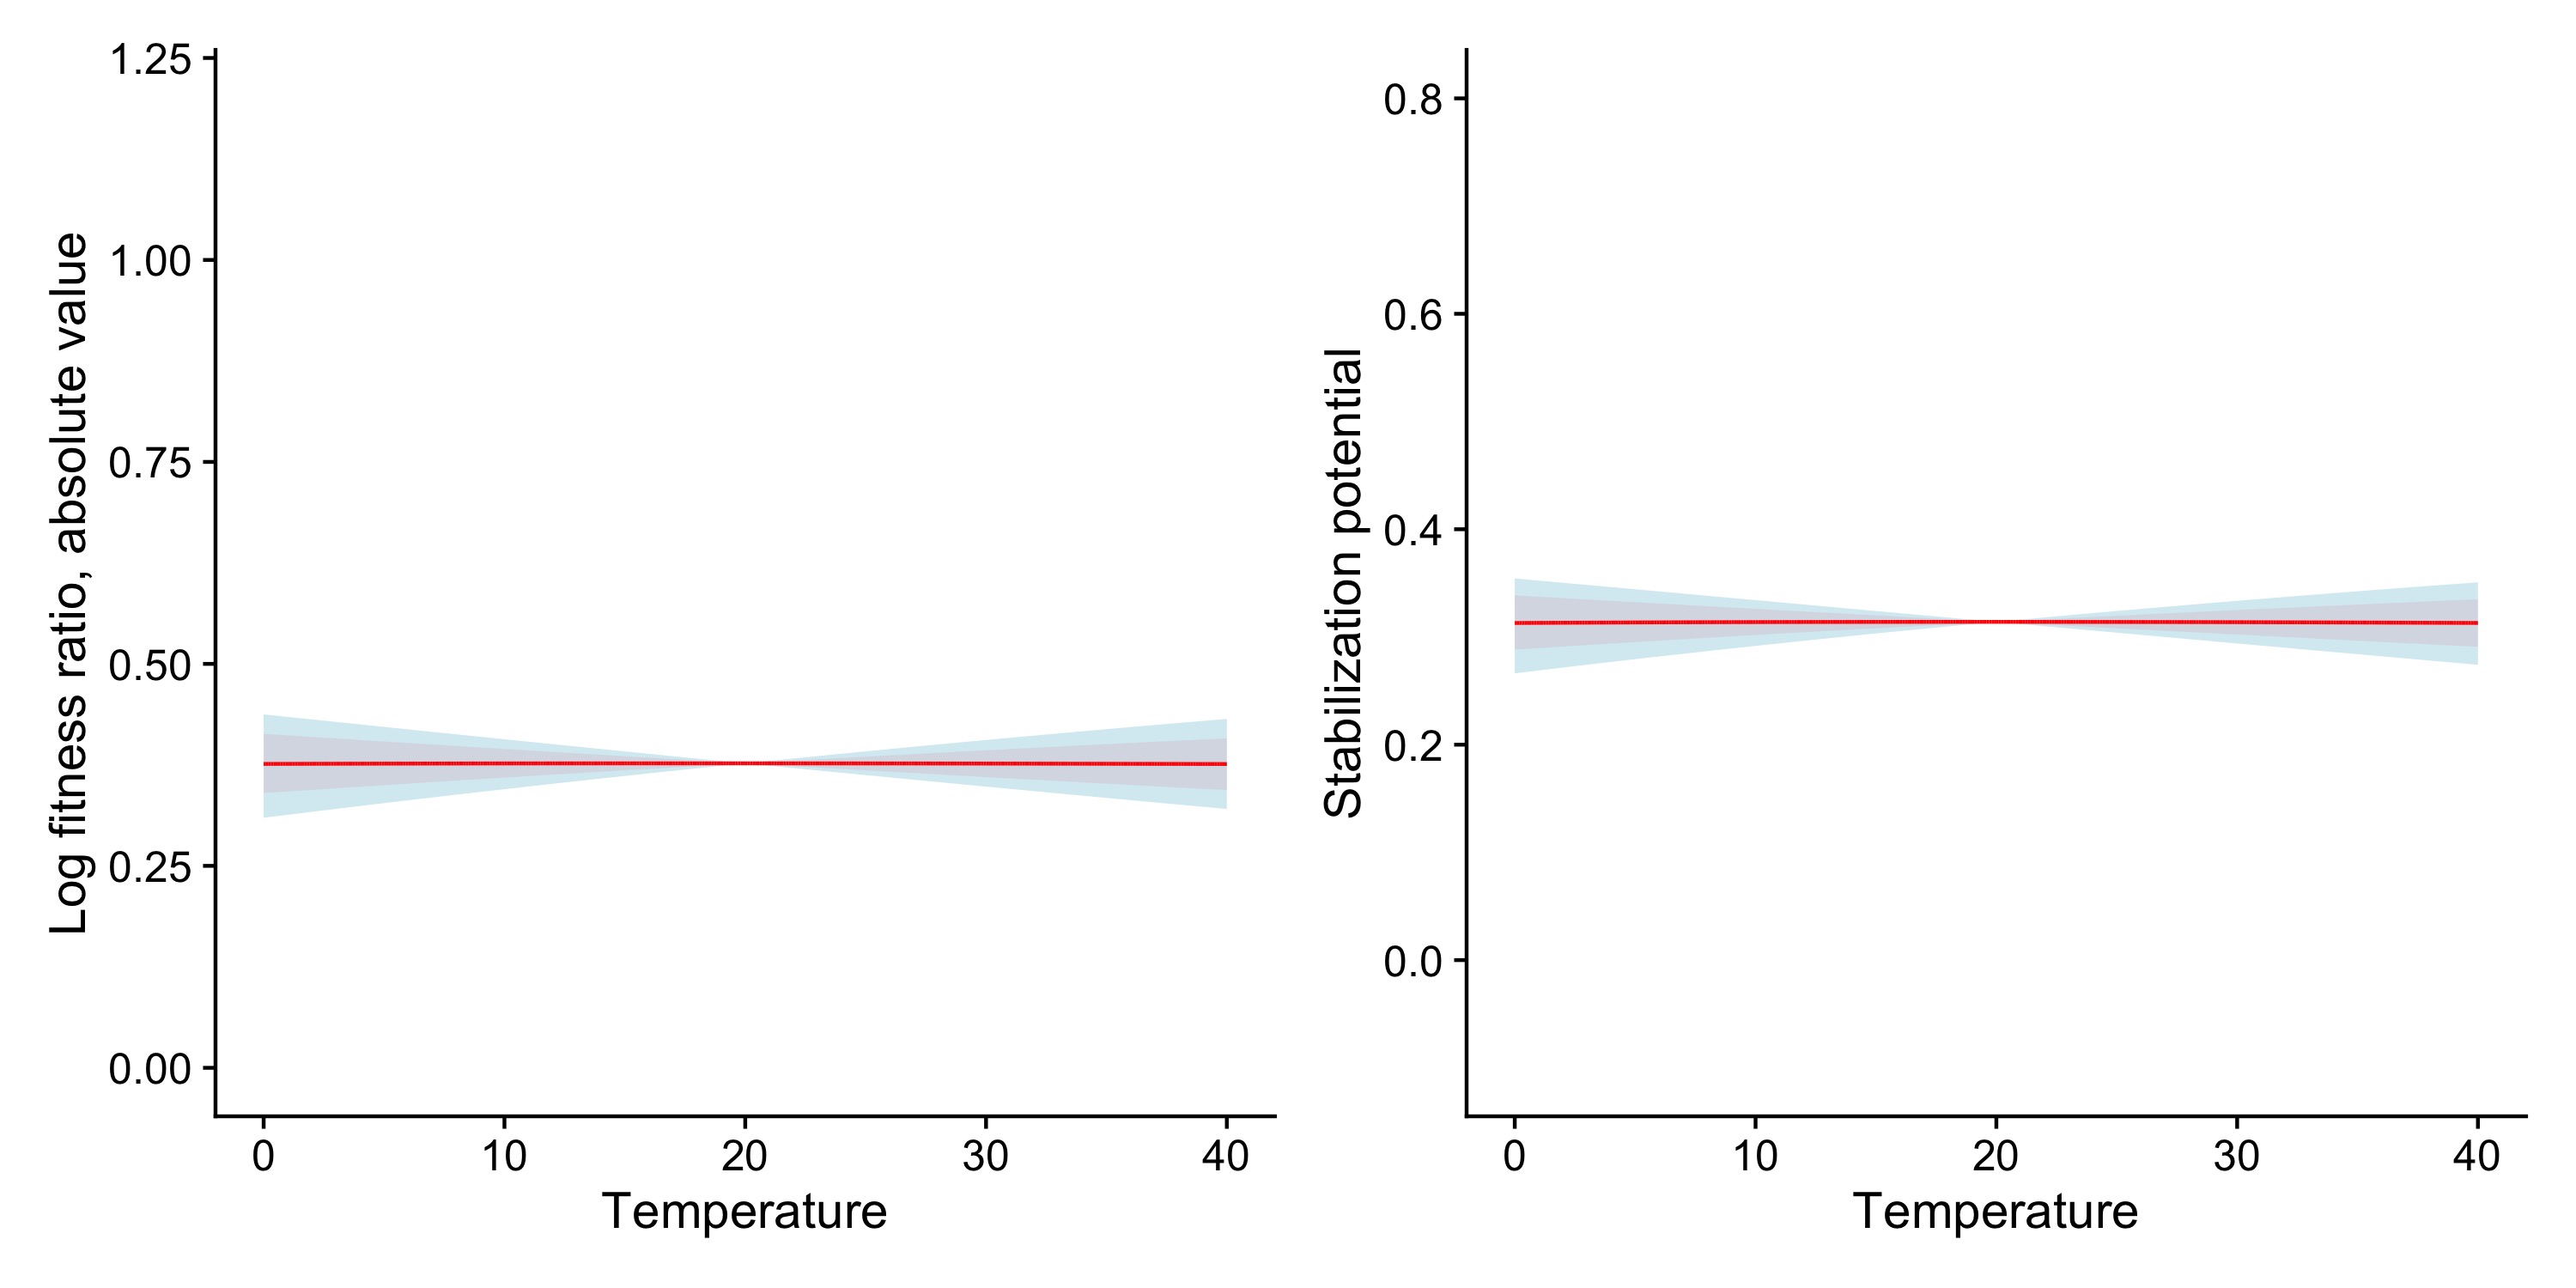 Log fitness ratio, absolute value
1.25
1.00
0.75
0.50
0.25
0.00
0 10 20 30 40
Temperature
Stabilization potential
0.8
0.6
0.4
0.2
0.0
0 10 20 30 40
Temperature